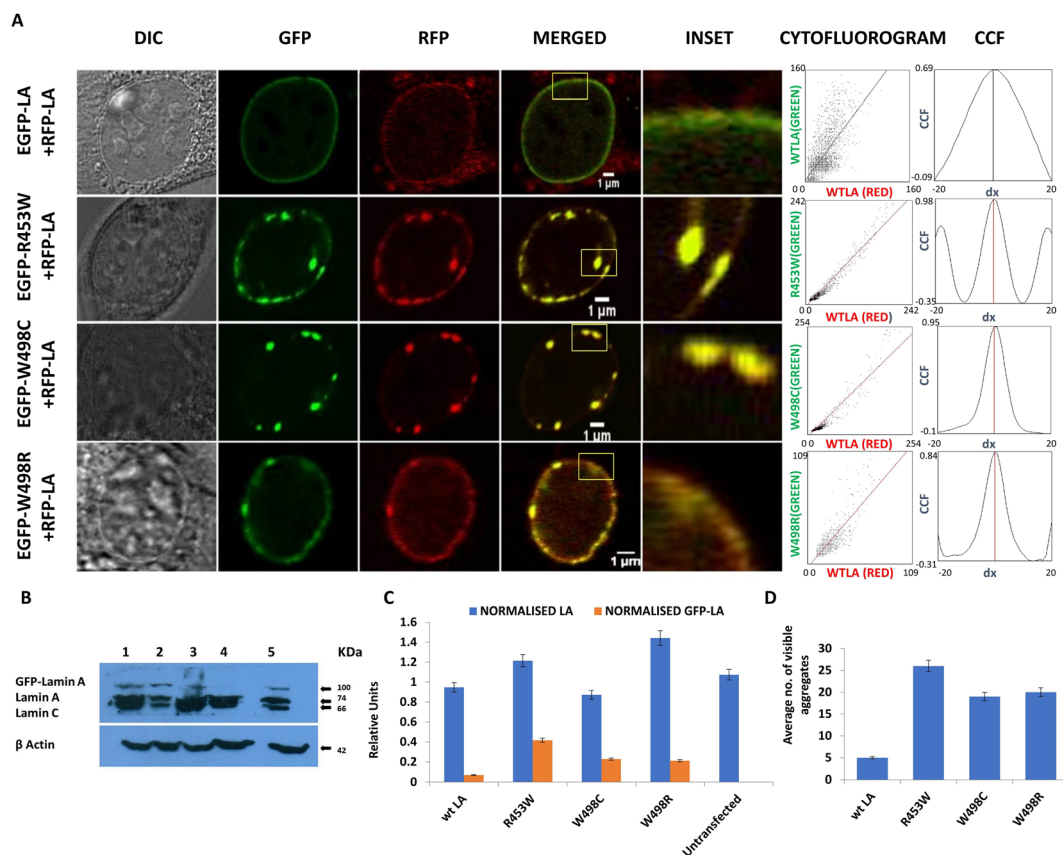 A
DIC GFP RFP MERGED INSET CYTOFLUOROGRAM CCF
EGFP-LA
+RFP-LA
1 µm
160
WTLA(GREEN)
0 0 160
WTLA (RED)
0.69
CCF
-0.09
-20 dx 20
EGFP-R453W
+RFP-LA
1 µm
242
R453W(GREEN)
0 0 242
WTLA (RED)
0.98
CCF
-0.35
-20 dx 20
EGFP-W498C
+RFP-LA
1 µm
254
W498C(GREEN)
0 0 254
WTLA (RED)
0.95
CCF
-0.1
-20 dx 20
EGFP-W498R
+RFP-LA
1 µm
109
W498R(GREEN)
0 0 109
WTLA (RED)
0.84
CCF
-0.31
-20 dx 20
B
1 2 3 4 5 KDa
GFP-Lamin A 100
Lamin A 74
Lamin C 66
β Actin 42
C
NORMALISED LA NORMALISED GFP-LA
Relative Units
1.6
1.4
1.2
1
0.8
0.6
0.4
0.2
0
wt LA R453W W498C W498R Untransfected
D
Average no. of visible
aggregates
30
25
20
15
10
5
0
wt LA R453W W498C W498R